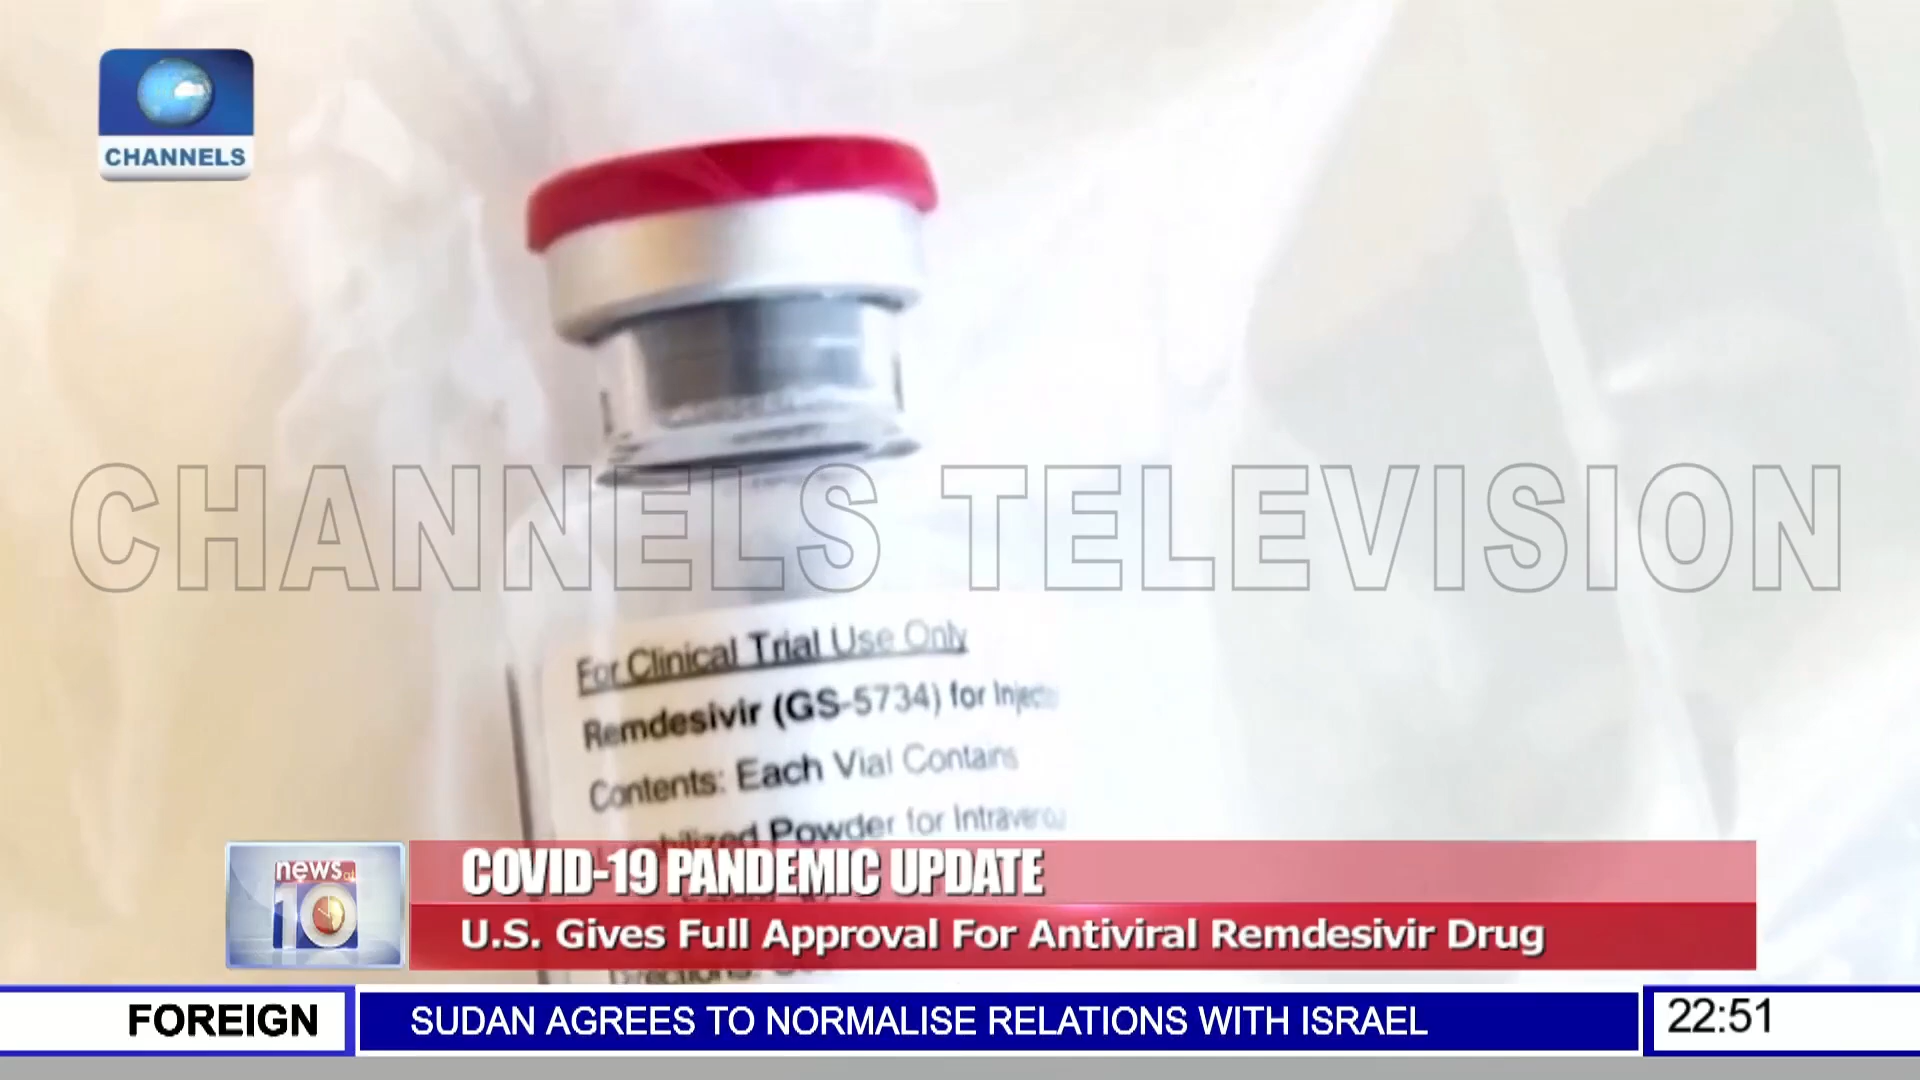 CHANNELS
CHANNELS TELEVISION
For Clinical Trial Use Only
Remdesivir (GS-5734) for
Contents: Each Vial Contains
Powder for
news at
10
COVID-19 PANDEMIC UPDATE
U.S. Gives Full Approval For Antiviral Remdesivir Drug
FOREIGN
SUDAN AGREES TO NORMALISE RELATIONS WITH ISRAEL
22:51